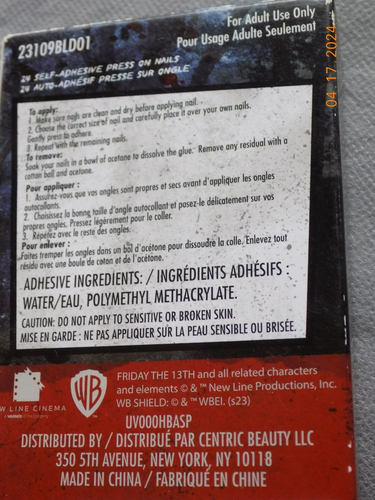 For Adult Use Only
23109BLD01
Pour Usage Adulte Seulement
24 SELF-ADHESIVE PRESS ON NAILS
24 AUTO-ADHÉSIF PRESSE SUR ONGLE
To apply:
1. Make sure nails are clean and dry before applying nail.
2. Choose the correct size of nail and carefully place it over your own nails.
Gently press to adhere.
3. Repeat with the remaining nails.
To remove:
Soak your nails in a bowl of acetone to dissolve the glue. Remove any residual with a
cotton ball and acetone.
Pour appliquer :
1. Assurez-vous que vos ongles sont propres et secs avant d'appliquer les ongles
autocollants.
2. Choisissez la bonne taille d'ongle autocollant et posez-le délicatement sur vos
propres ongles. Pressez légèrement pour le coller.
3. Répétez avec le reste des ongles.
Pour enlever :
Faites tremper les ongles dans un bol d'acétone pour dissoudre la colle. Enlevez tout
résidu avec une boule de coton et de l'acétone.
ADHESIVE INGREDIENTS: / INGRÉDIENTS ADHÉSIFS :
WATER/EAU, POLYMETHYL METHACRYLATE.
CAUTION: DO NOT APPLY TO SENSITIVE OR BROKEN SKIN.
MISE EN GARDE : NE PAS APPLIQUER SUR LA PEAU SENSIBLE OU BRISÉE.
W LINE CINEMA
WB
FRIDAY THE 13TH and all related characters
and elements © & ™ New Line Productions, Inc.
WB SHIELD: © & ™ WBEI. (s23)
UV000HBASP
DISTRIBUTED BY / DISTRIBUÉ PAR CENTRIC BEAUTY LLC
350 5TH AVENUE, NEW YORK, NY 10118
MADE IN CHINA / FABRIQUÉ EN CHINE
04 17 2024